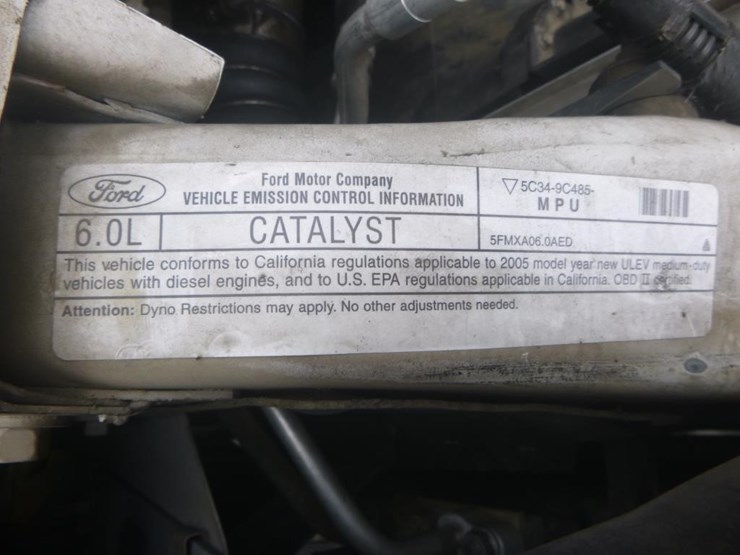 Ford
Ford Motor Company
VEHICLE EMISSION CONTROL INFORMATION
5C34-9C485-
MPU
6.0L
CATALYST
5FMXA06.0AED
This vehicle conforms to California regulations applicable to 2005 model year new ULEV medium-duty
vehicles with diesel engines, and to U.S. EPA regulations applicable in California. OBD II certified.
Attention: Dyno Restrictions may apply. No other adjustments needed.